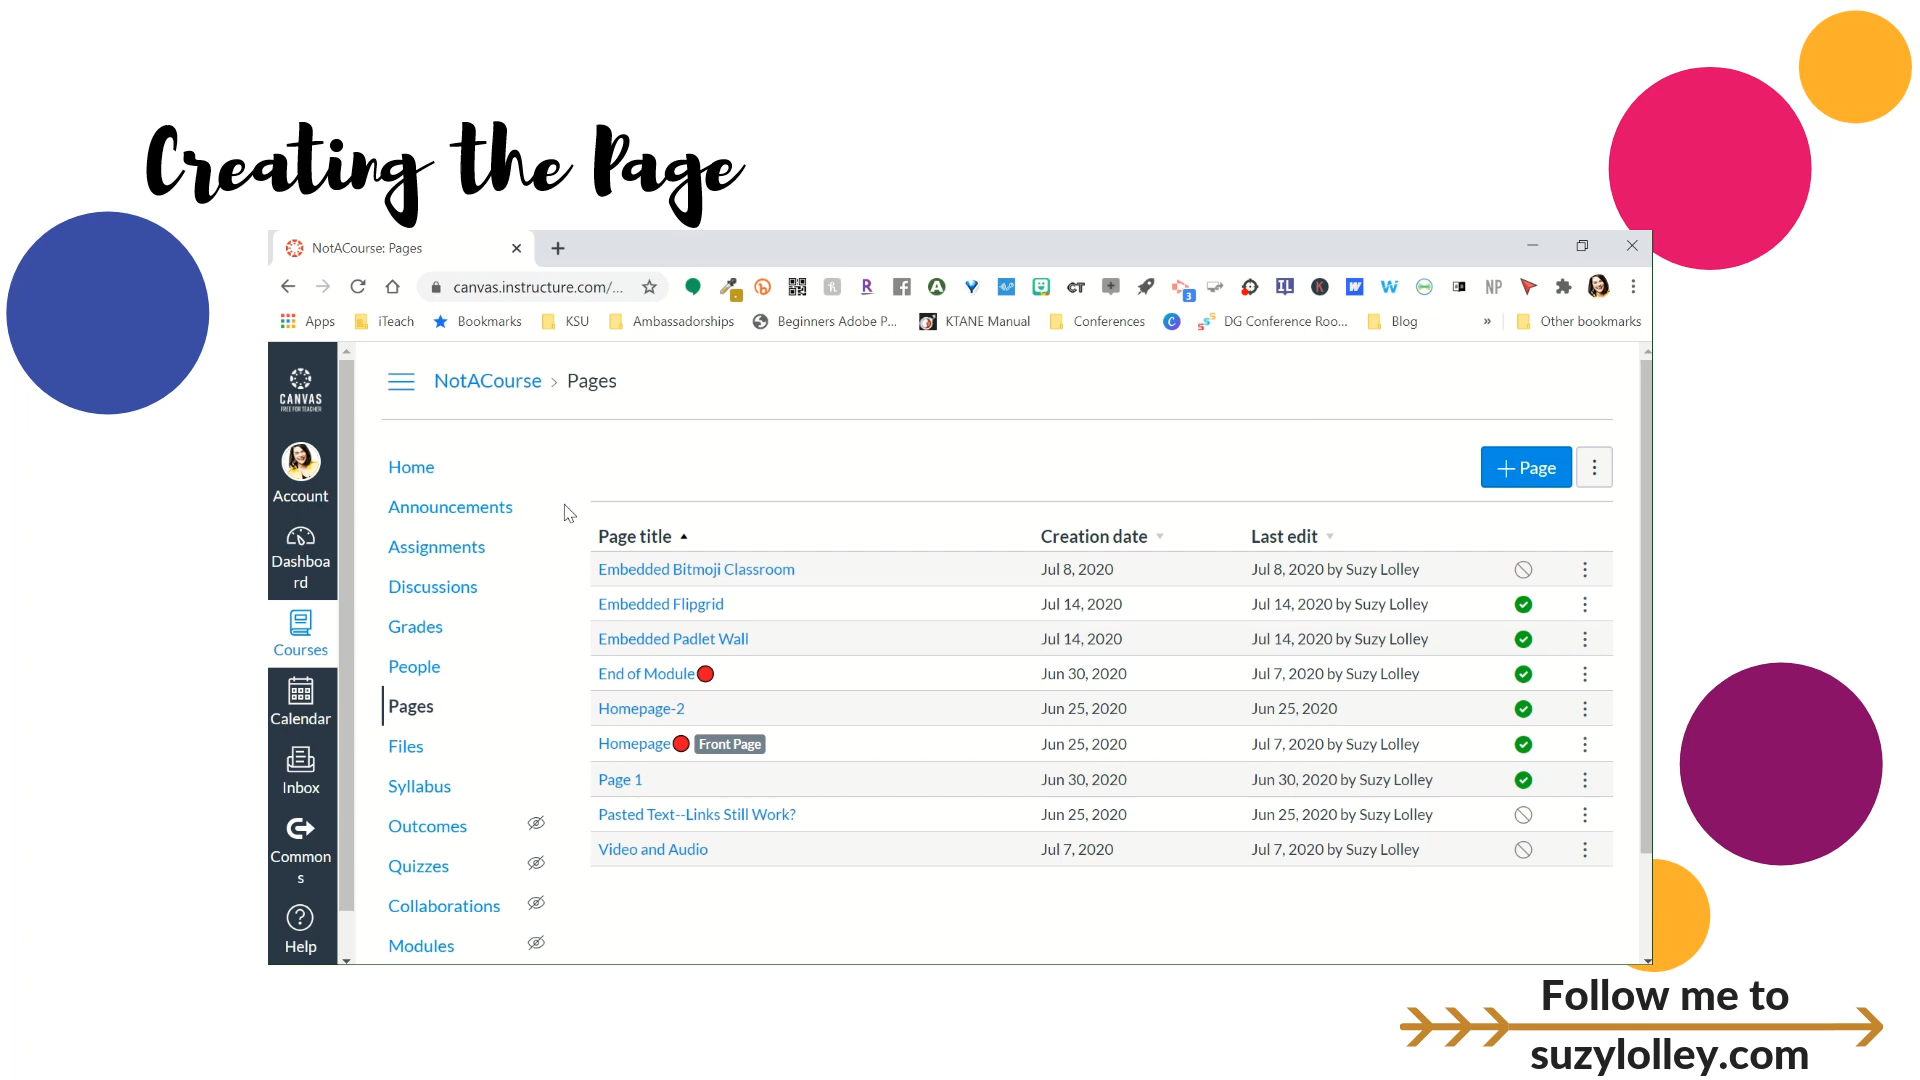 Creating the Page
NotACourse: Pages
canvas.instructure.com/...
CT
3
IL
K
W
NP
Apps
iTeach
Bookmarks
KSU
Ambassadorships
Beginners Adobe P...
KTANE Manual
Conferences
C
DG Conference Roo...
Blog
»
Other bookmarks
CANVAS
FREE FOR TEACHER
Account
Dashboa
rd
Courses
Calendar
Inbox
Common
s
Help
NotACourse > Pages
Home
Announcements
Assignments
Discussions
Grades
People
Pages
Files
Syllabus
Outcomes
Quizzes
Collaborations
Modules
+ Page
Page title Creation date Last edit
Embedded Bitmoji Classroom Jul 8, 2020 Jul 8, 2020 by Suzy Lolley
Embedded Flipgrid Jul 14, 2020 Jul 14, 2020 by Suzy Lolley
Embedded Padlet Wall Jul 14, 2020 Jul 14, 2020 by Suzy Lolley
End of Module Jun 30, 2020 Jul 7, 2020 by Suzy Lolley
Homepage-2 Jun 25, 2020 Jun 25, 2020
Homepage Front Page Jun 25, 2020 Jul 7, 2020 by Suzy Lolley
Page 1 Jun 30, 2020 Jun 30, 2020 by Suzy Lolley
Pasted Text--Links Still Work? Jun 25, 2020 Jun 25, 2020 by Suzy Lolley
Video and Audio Jul 7, 2020 Jul 7, 2020 by Suzy Lolley
Follow me to
suzylolley.com